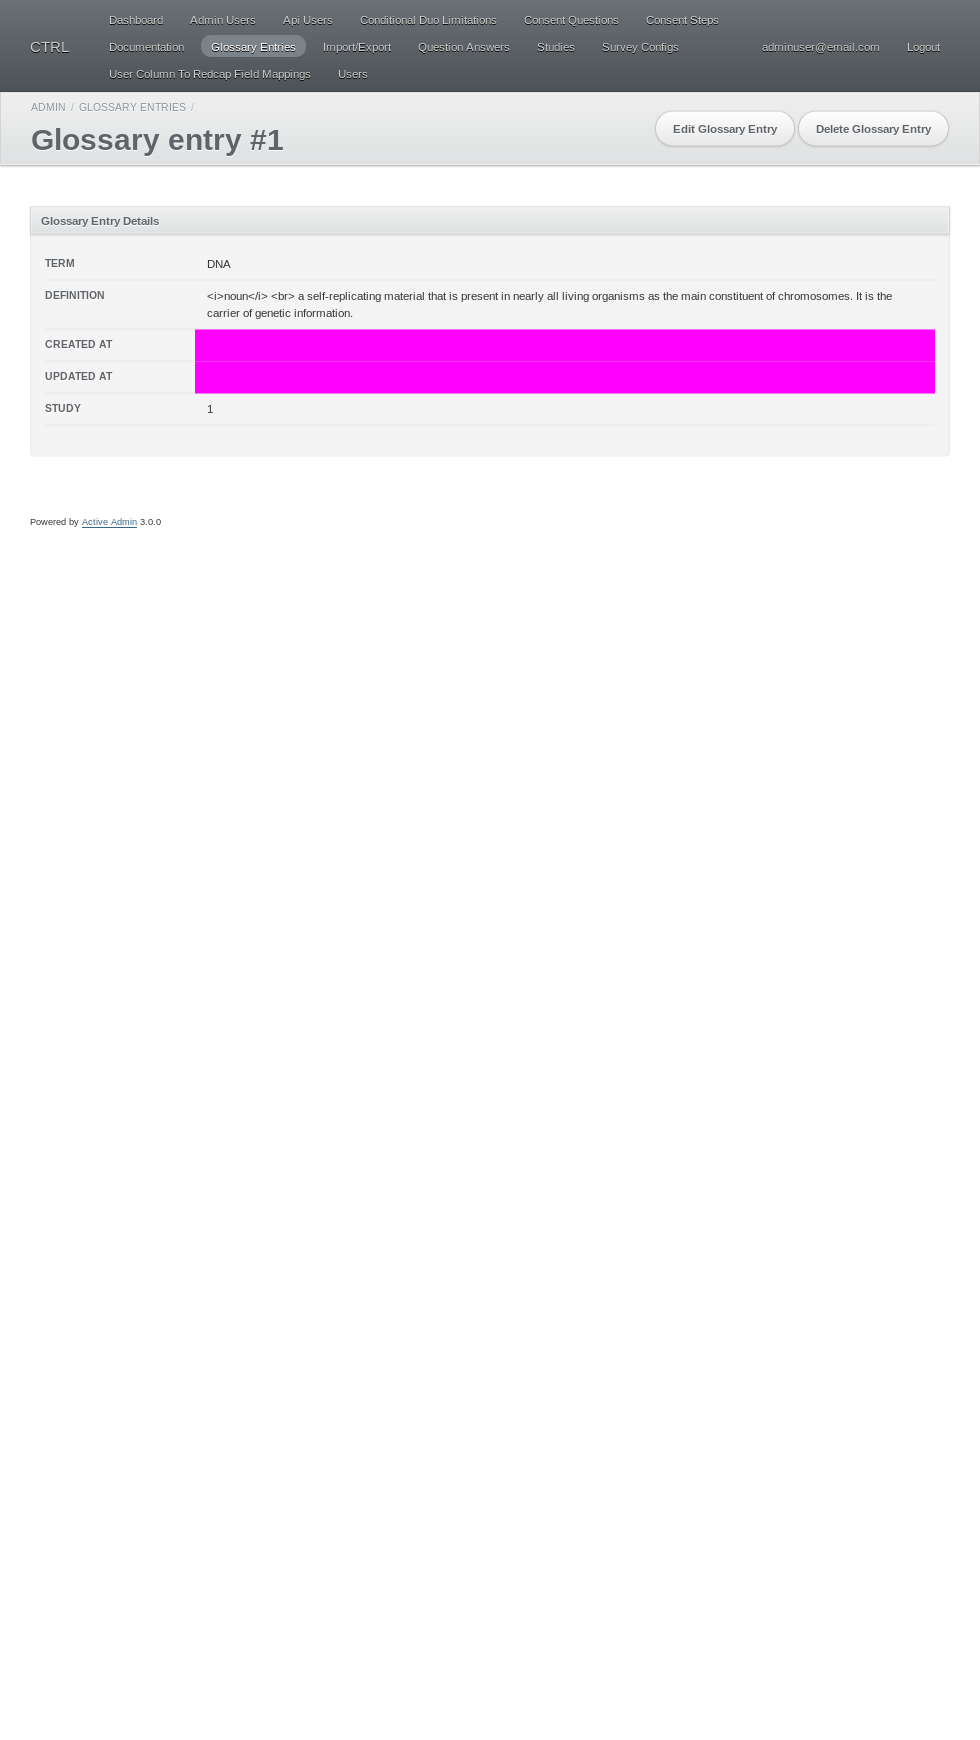 CTRL
Dashboard Admin Users Api Users Conditional Duo Limitations Consent Questions Consent Steps
Documentation Glossary Entries Import/Export Question Answers Studies Survey Configs
User Column To Redcap Field Mappings Users
adminuser@email.com Logout
ADMIN / GLOSSARY ENTRIES /
Glossary entry #1
Edit Glossary Entry Delete Glossary Entry
Glossary Entry Details
TERM DNA
DEFINITION <i>noun</i> <br> a self-replicating material that is present in nearly all living organisms as the main constituent of chromosomes. It is the
carrier of genetic information.
CREATED AT
UPDATED AT
STUDY 1
Powered by Active Admin 3.0.0